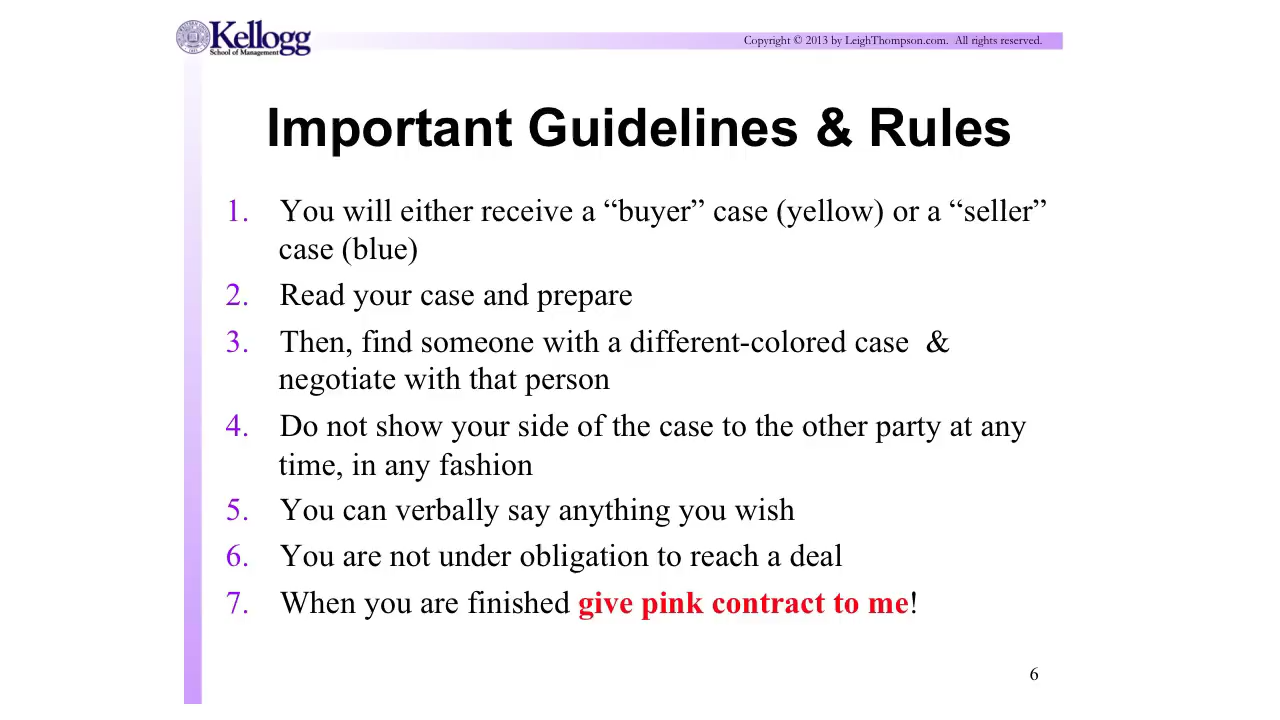 Kellogg
School of Management
Copyright © 2013 by LeighThompson.com. All rights reserved.
Important Guidelines & Rules
1. You will either receive a “buyer” case (yellow) or a “seller”
case (blue)
2. Read your case and prepare
3. Then, find someone with a different-colored case &
negotiate with that person
4. Do not show your side of the case to the other party at any
time, in any fashion
5. You can verbally say anything you wish
6. You are not under obligation to reach a deal
7. When you are finished give pink contract to me!
6